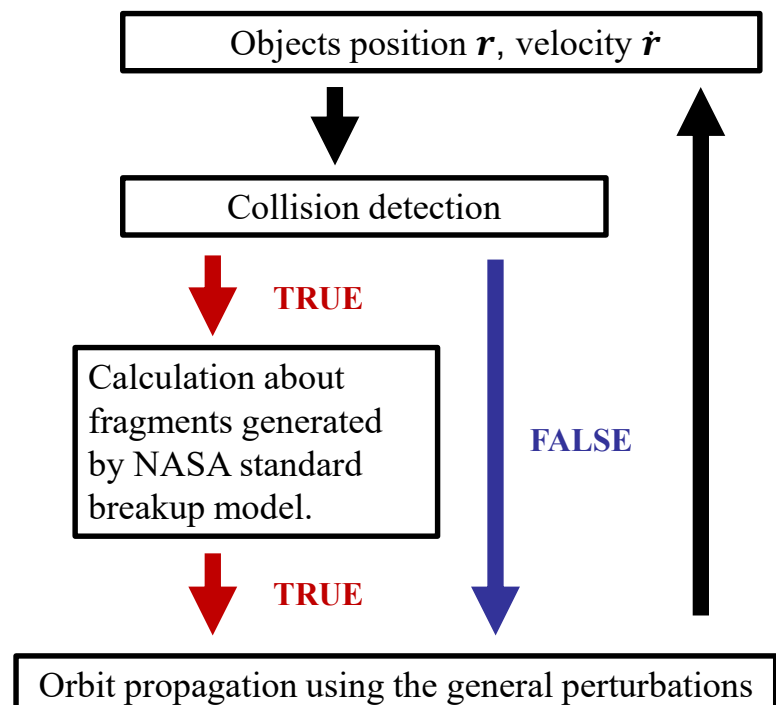 Objects position r, velocity ṙ
Collision detection
TRUE
Calculation about
fragments generated
by NASA standard
breakup model.
FALSE
TRUE
Orbit propagation using the general perturbations